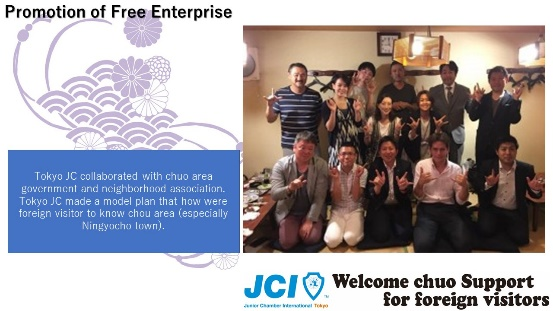 Promotion of Free Enterprise
Tokyo JC collaborated with chuo area
government and neighborhood association.
Tokyo JC made a model plan that how were
foreign visitor to know chou area (especially
Ningyocho town).
JCI
Junior Chamber International Tokyo
Welcome chuo Support
for foreign visitors